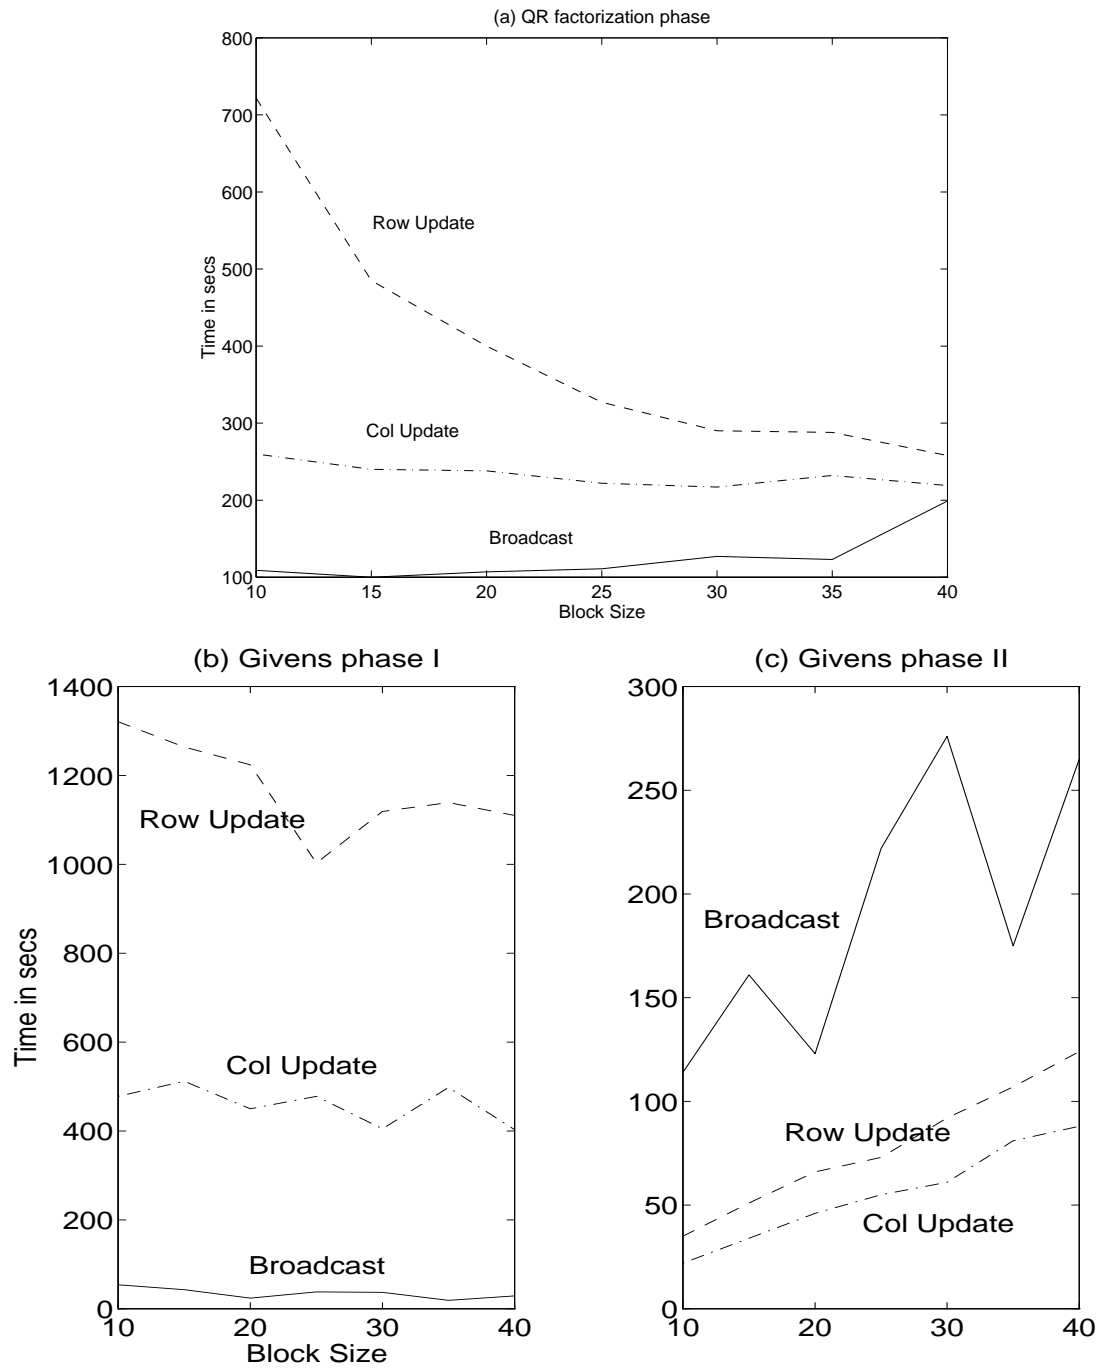 (a) QR factorization phase
800
700
600
500
400
300
200
100
Time in secs
Row Update
Col Update
Broadcast
10 15 20 25 30 35 40
Block Size
(b) Givens phase I
1400
1200
1000
800
600
400
200
0
Time in secs
Row Update
Col Update
Broadcast
10 20 30 40
Block Size
(c) Givens phase II
300
250
200
150
100
50
0
Broadcast
Row Update
Col Update
10 20 30 40